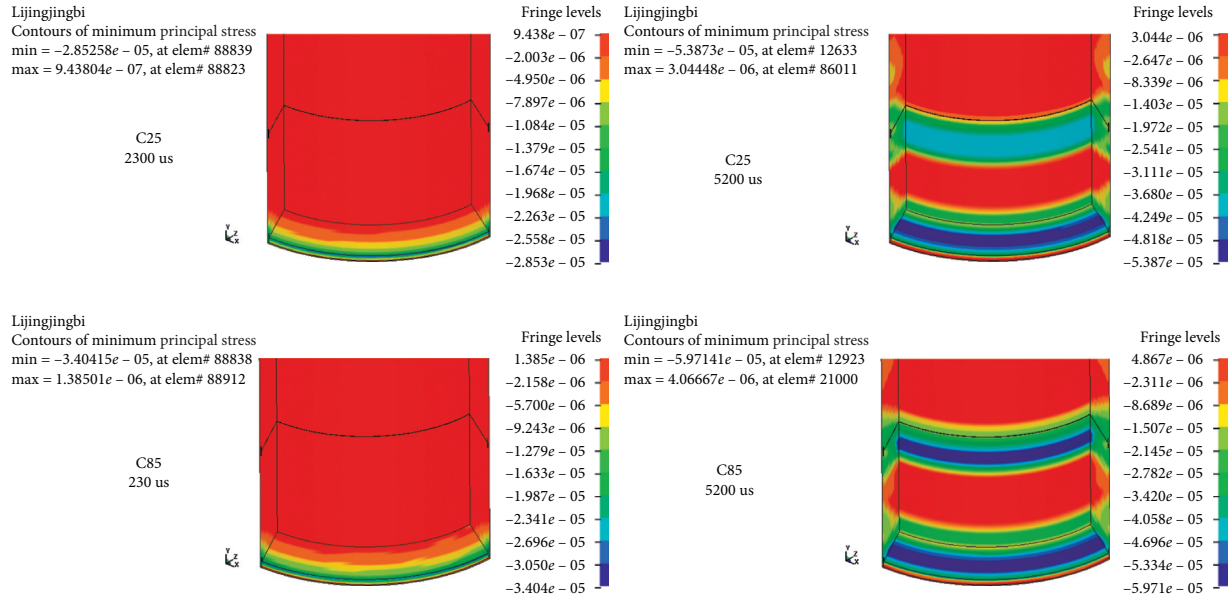 Lijingjingbi
Contours of minimum principal stress
min = −2.85258e − 05, at elem# 88839
max = 9.43804e − 07, at elem# 88823
C25
2300 us
Y
Z
X
Fringe levels
9.438e − 07
−2.003e − 06
−4.950e − 06
−7.897e − 06
−1.084e − 05
−1.379e − 05
−1.674e − 05
−1.968e − 05
−2.263e − 05
−2.558e − 05
−2.853e − 05
Lijingjingbi
Contours of minimum principal stress
min = −5.3873e − 05, at elem# 12633
max = 3.04448e − 06, at elem# 86011
C25
5200 us
Y
Z
X
Fringe levels
3.044e − 06
−2.647e − 06
−8.339e − 06
−1.403e − 05
−1.972e − 05
−2.541e − 05
−3.111e − 05
−3.680e − 05
−4.249e − 05
−4.818e − 05
−5.387e − 05
Lijingjingbi
Contours of minimum principal stress
min = −3.40415e − 05, at elem# 88838
max = 1.38501e − 06, at elem# 88912
C85
230 us
Y
Z
X
Fringe levels
1.385e − 06
−2.158e − 06
−5.700e − 06
−9.243e − 06
−1.279e − 05
−1.633e − 05
−1.987e − 05
−2.341e − 05
−2.696e − 05
−3.050e − 05
−3.404e − 05
Lijingjingbi
Contours of minimum principal stress
min = −5.97141e − 05, at elem# 12923
max = 4.06667e − 06, at elem# 21000
C85
5200 us
Y
Z
X
Fringe levels
4.867e − 06
−2.311e − 06
−8.689e − 06
−1.507e − 05
−2.145e − 05
−2.782e − 05
−3.420e − 05
−4.058e − 05
−4.696e − 05
−5.334e − 05
−5.971e − 05